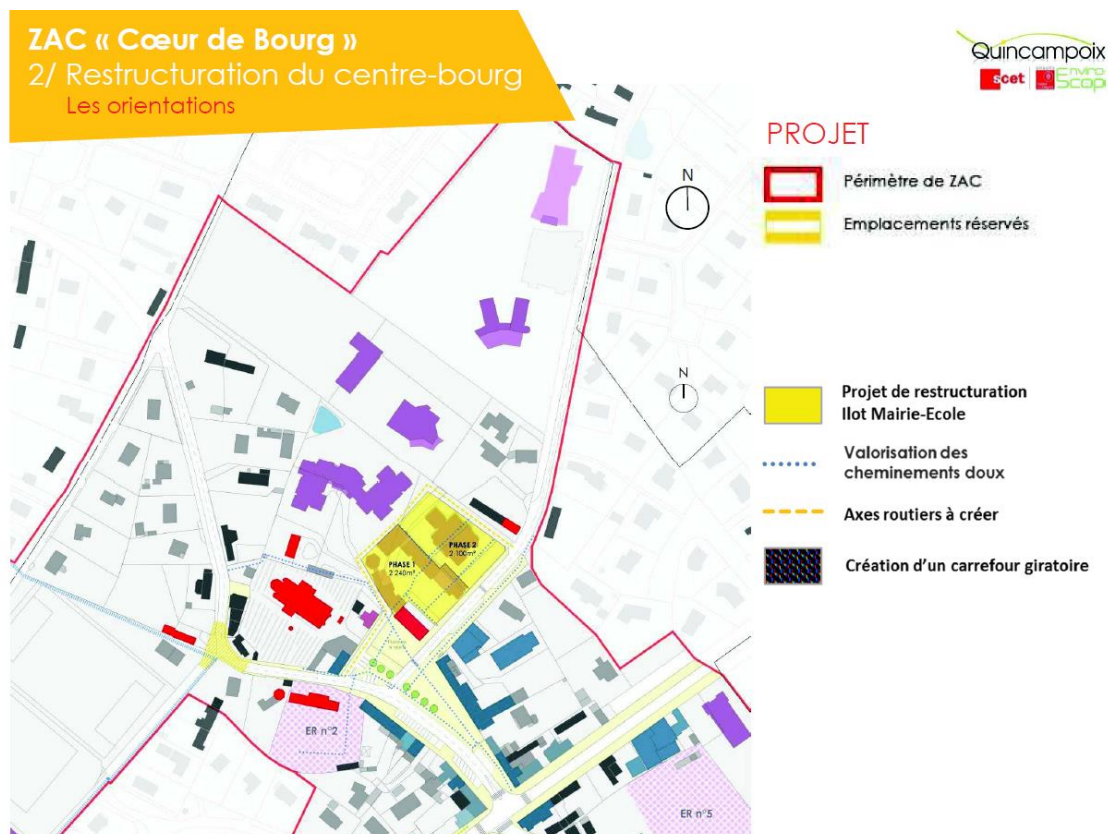 ZAC « Cœur de Bourg »
2/ Restructuration du centre-bourg
Les orientations
Quincampoix
scet
Enviro
Scop
PROJET
Périmètre de ZAC
Emplacements réservés
N
N
Projet de restructuration
Ilot Mairie-Ecole
Valorisation des
cheminements doux
Axes routiers à créer
Création d'un carrefour giratoire
PHASE 2
2 100m²
PHASE 1
2 240m²
ER n°2
ER n°5